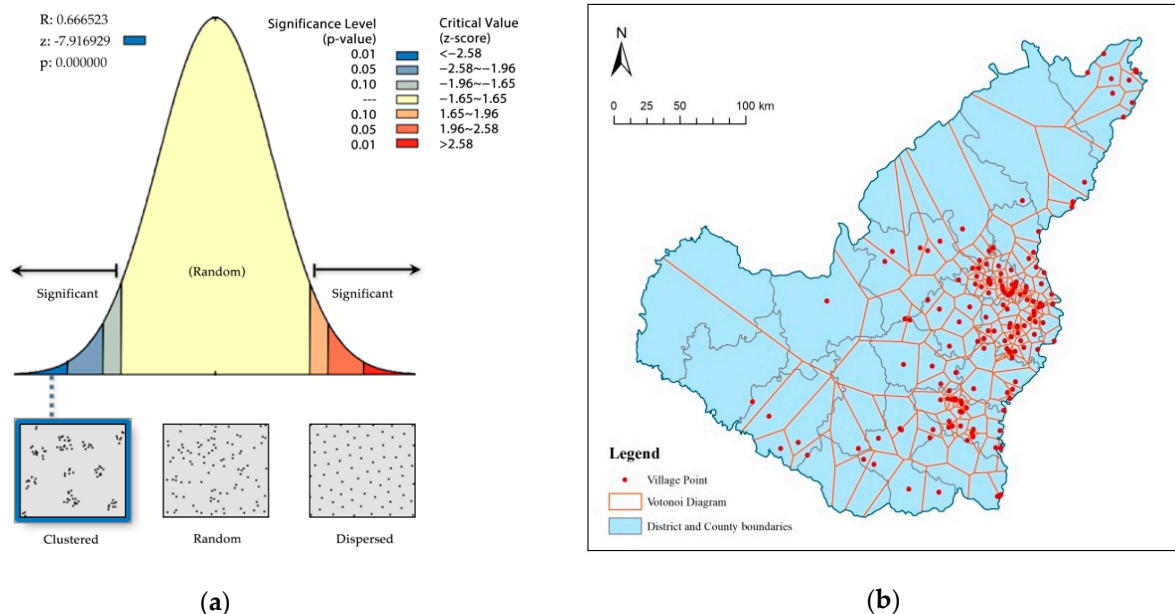 R: 0.666523
z: -7.916929
p: 0.000000
Significance Level Critical Value
(p-value) (z-score)
0.01 <−2.58
0.05 −2.58~−1.96
0.10 −1.96~−1.65
--- −1.65~1.65
0.10 1.65~1.96
0.05 1.96~2.58
0.01 >2.58
(Random)
Significant Significant
Clustered Random Dispersed
(a)
N
0 25 50 100 km
Legend
Village Point
Votonoi Diagram
District and County boundaries
(b)